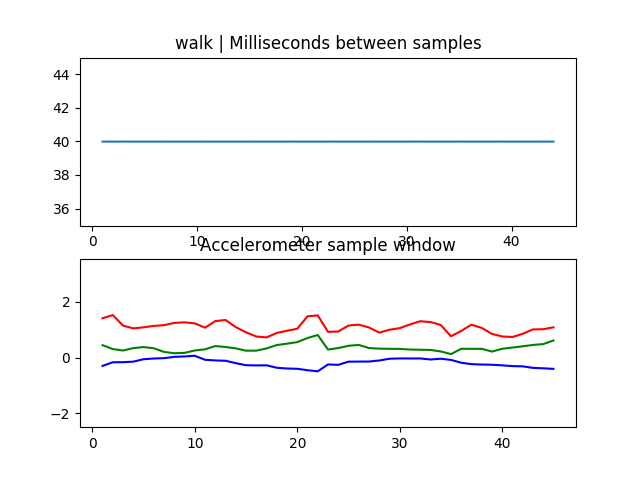 walk | Milliseconds between samples
44
42
40
38
36
0 10 20 30 40
Accelerometer sample window
2
0
−2
0 10 20 30 40